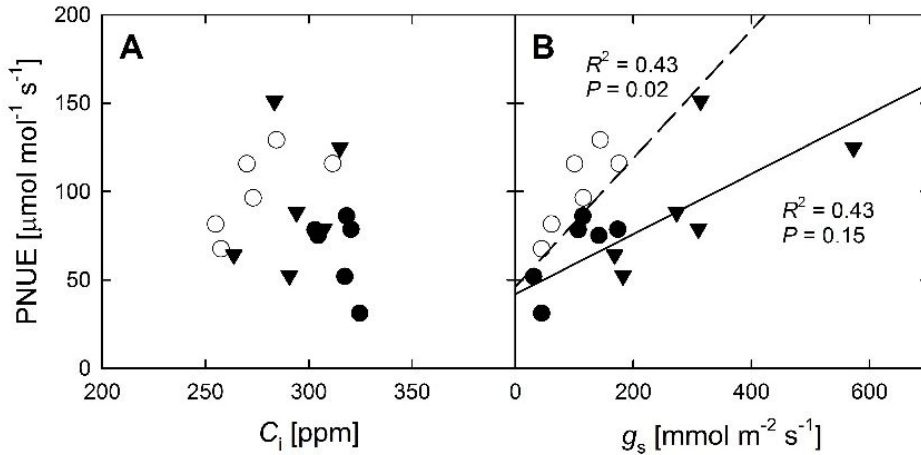 A
B
R² = 0.43
P = 0.02
R² = 0.43
P = 0.15
PNUE [μmol mol⁻¹ s⁻¹]
200
150
100
50
0
200 250 300 350
0 200 400 600
Cᵢ [ppm]
gₛ [mmol m⁻² s⁻¹]